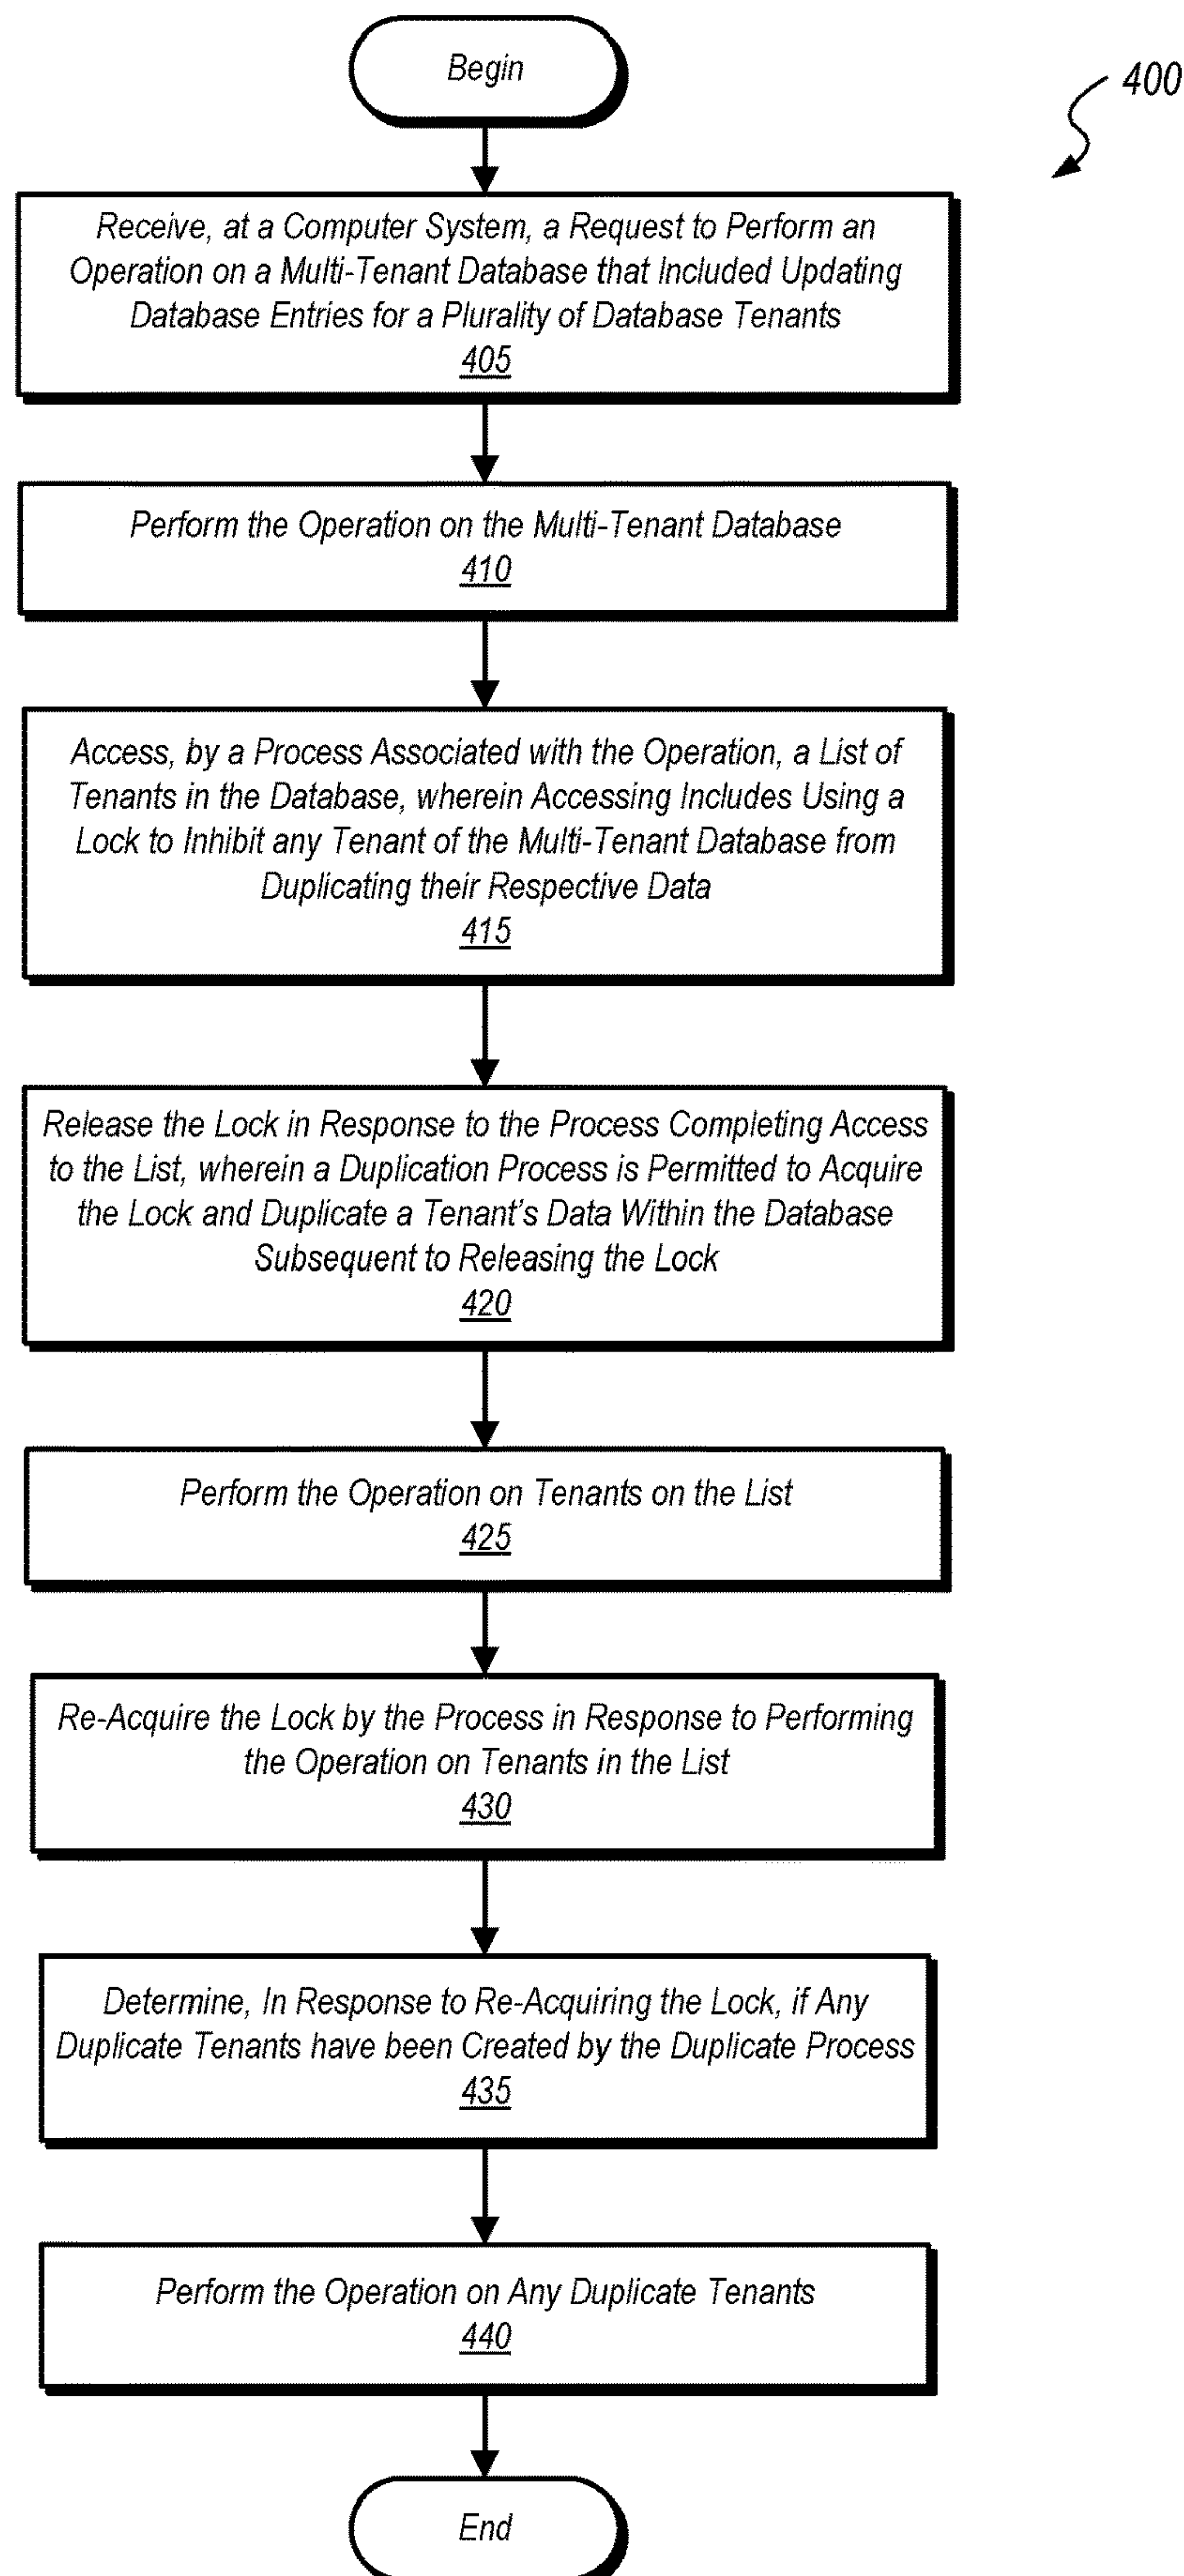 Begin
400
Receive, at a Computer System, a Request to Perform an
Operation on a Multi-Tenant Database that Included Updating
Database Entries for a Plurality of Database Tenants
405
Perform the Operation on the Multi-Tenant Database
410
Access, by a Process Associated with the Operation, a List of
Tenants in the Database, wherein Accessing Includes Using a
Lock to Inhibit any Tenant of the Multi-Tenant Database from
Duplicating their Respective Data
415
Release the Lock in Response to the Process Completing Access
to the List, wherein a Duplication Process is Permitted to Acquire
the Lock and Duplicate a Tenant's Data Within the Database
Subsequent to Releasing the Lock
420
Perform the Operation on Tenants on the List
425
Re-Acquire the Lock by the Process in Response to Performing
the Operation on Tenants in the List
430
Determine, In Response to Re-Acquiring the Lock, if Any
Duplicate Tenants have been Created by the Duplicate Process
435
Perform the Operation on Any Duplicate Tenants
440
End